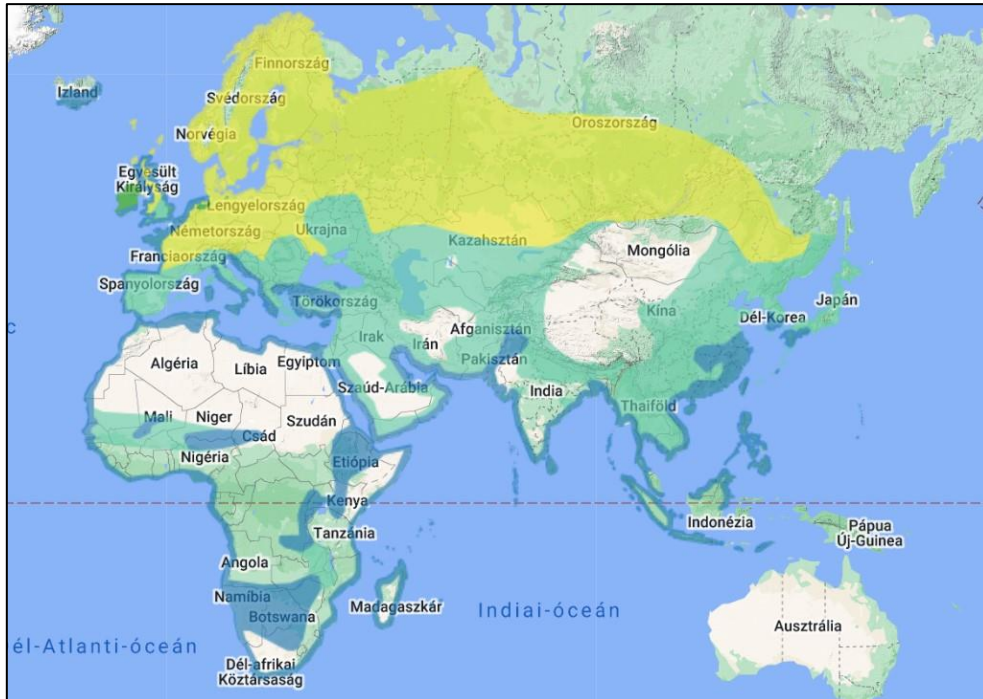 Finnország
Izland
Svédország
Oroszország
Norvégia
Egyesült
Királyság
Lengyelország
Németország
Ukrajna
Kazahsztán
Mongólia
Franciaország
Spanyolország
Törökország
Japán
Kína
Dél-Korea
Afganisztán
Irak
Irán
Algéria
Líbia
Egyiptom
Pakisztán
Szaúd-Arábia
India
Mali
Niger
Szudán
Thaiföld
Csád
Nigéria
Etiópia
Kenya
Indonézia
Pápua
Új-Guinea
Tanzánia
Angola
Namíbia
Botswana
Madagaszkár
Indiai-óceán
Ausztrália
él-Atlanti-óceán
Dél-afrikai
Köztársaság